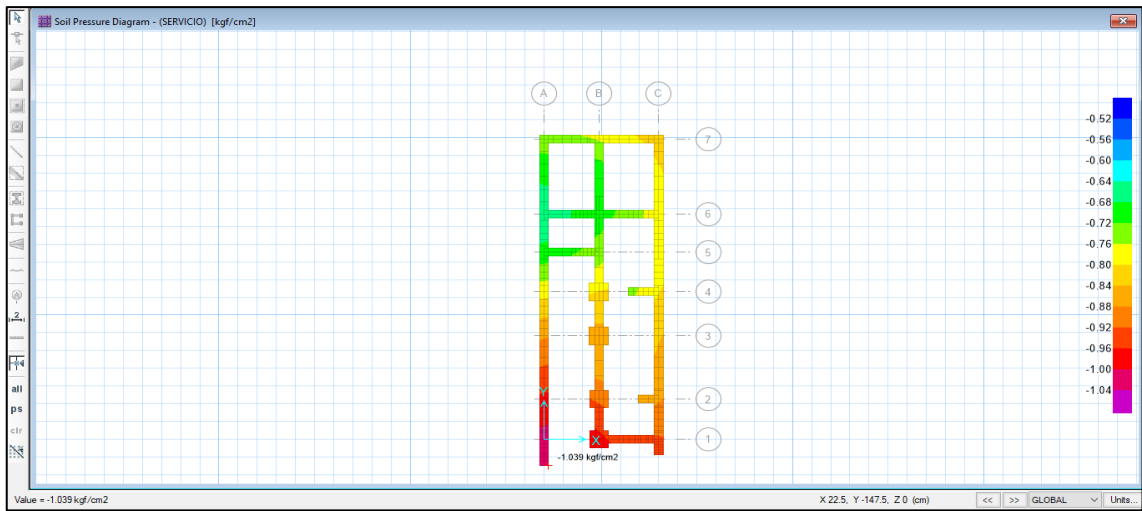 Soil Pressure Diagram - (SERVICIO) [kgf/cm2]
A B C
-0.52
-0.56
7
-0.60
-0.64
-0.68
6
-0.72
-0.76
5
-0.80
4
-0.84
-0.88
-0.92
3
-0.96
-1.00
-1.04
all
Y
2
ps
clr
X
1
-1.039 kgf/cm2
Value = -1.039 kgf/cm2
X 22.5, Y -147.5, Z 0 (cm)
<<
>>
GLOBAL
Units...